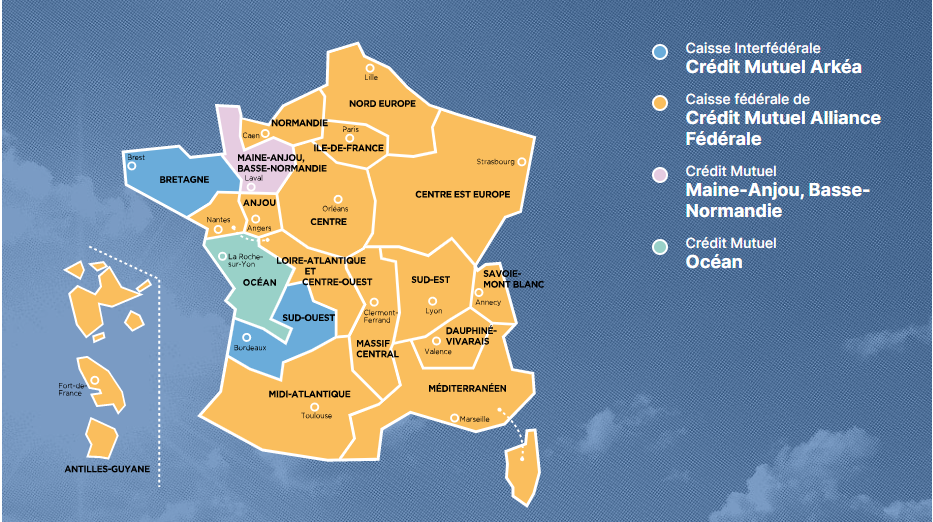 Caisse Interfédérale
Crédit Mutuel Arkéa
Caisse fédérale de
Crédit Mutuel Alliance
Fédérale
Crédit Mutuel
Maine-Anjou, Basse-
Normandie
Crédit Mutuel
Océan
Lille
NORD EUROPE
NORMANDIE
Caen
Paris
ILE-DE-FRANCE
Strasbourg
Brest
BRETAGNE
MAINE-ANJOU,
BASSE-NORMANDIE
Laval
CENTRE EST EUROPE
ANJOU
Orléans
CENTRE
Nantes
Angers
La Roche-
sur-Yon
OCÉAN
LOIRE-ATLANTIQUE
ET
CENTRE-OUEST
SUD-EST
Lyon
SAVOIE-
MONT BLANC
Annecy
SUD-OUEST
Bordeaux
Clermont-
Ferrand
MASSIF
CENTRAL
DAUPHINÉ-
VIVARAIS
Valence
MIDI-ATLANTIQUE
Toulouse
MÉDITERRANÉEN
Marseille
Fort-de-
France
ANTILLES-GUYANE